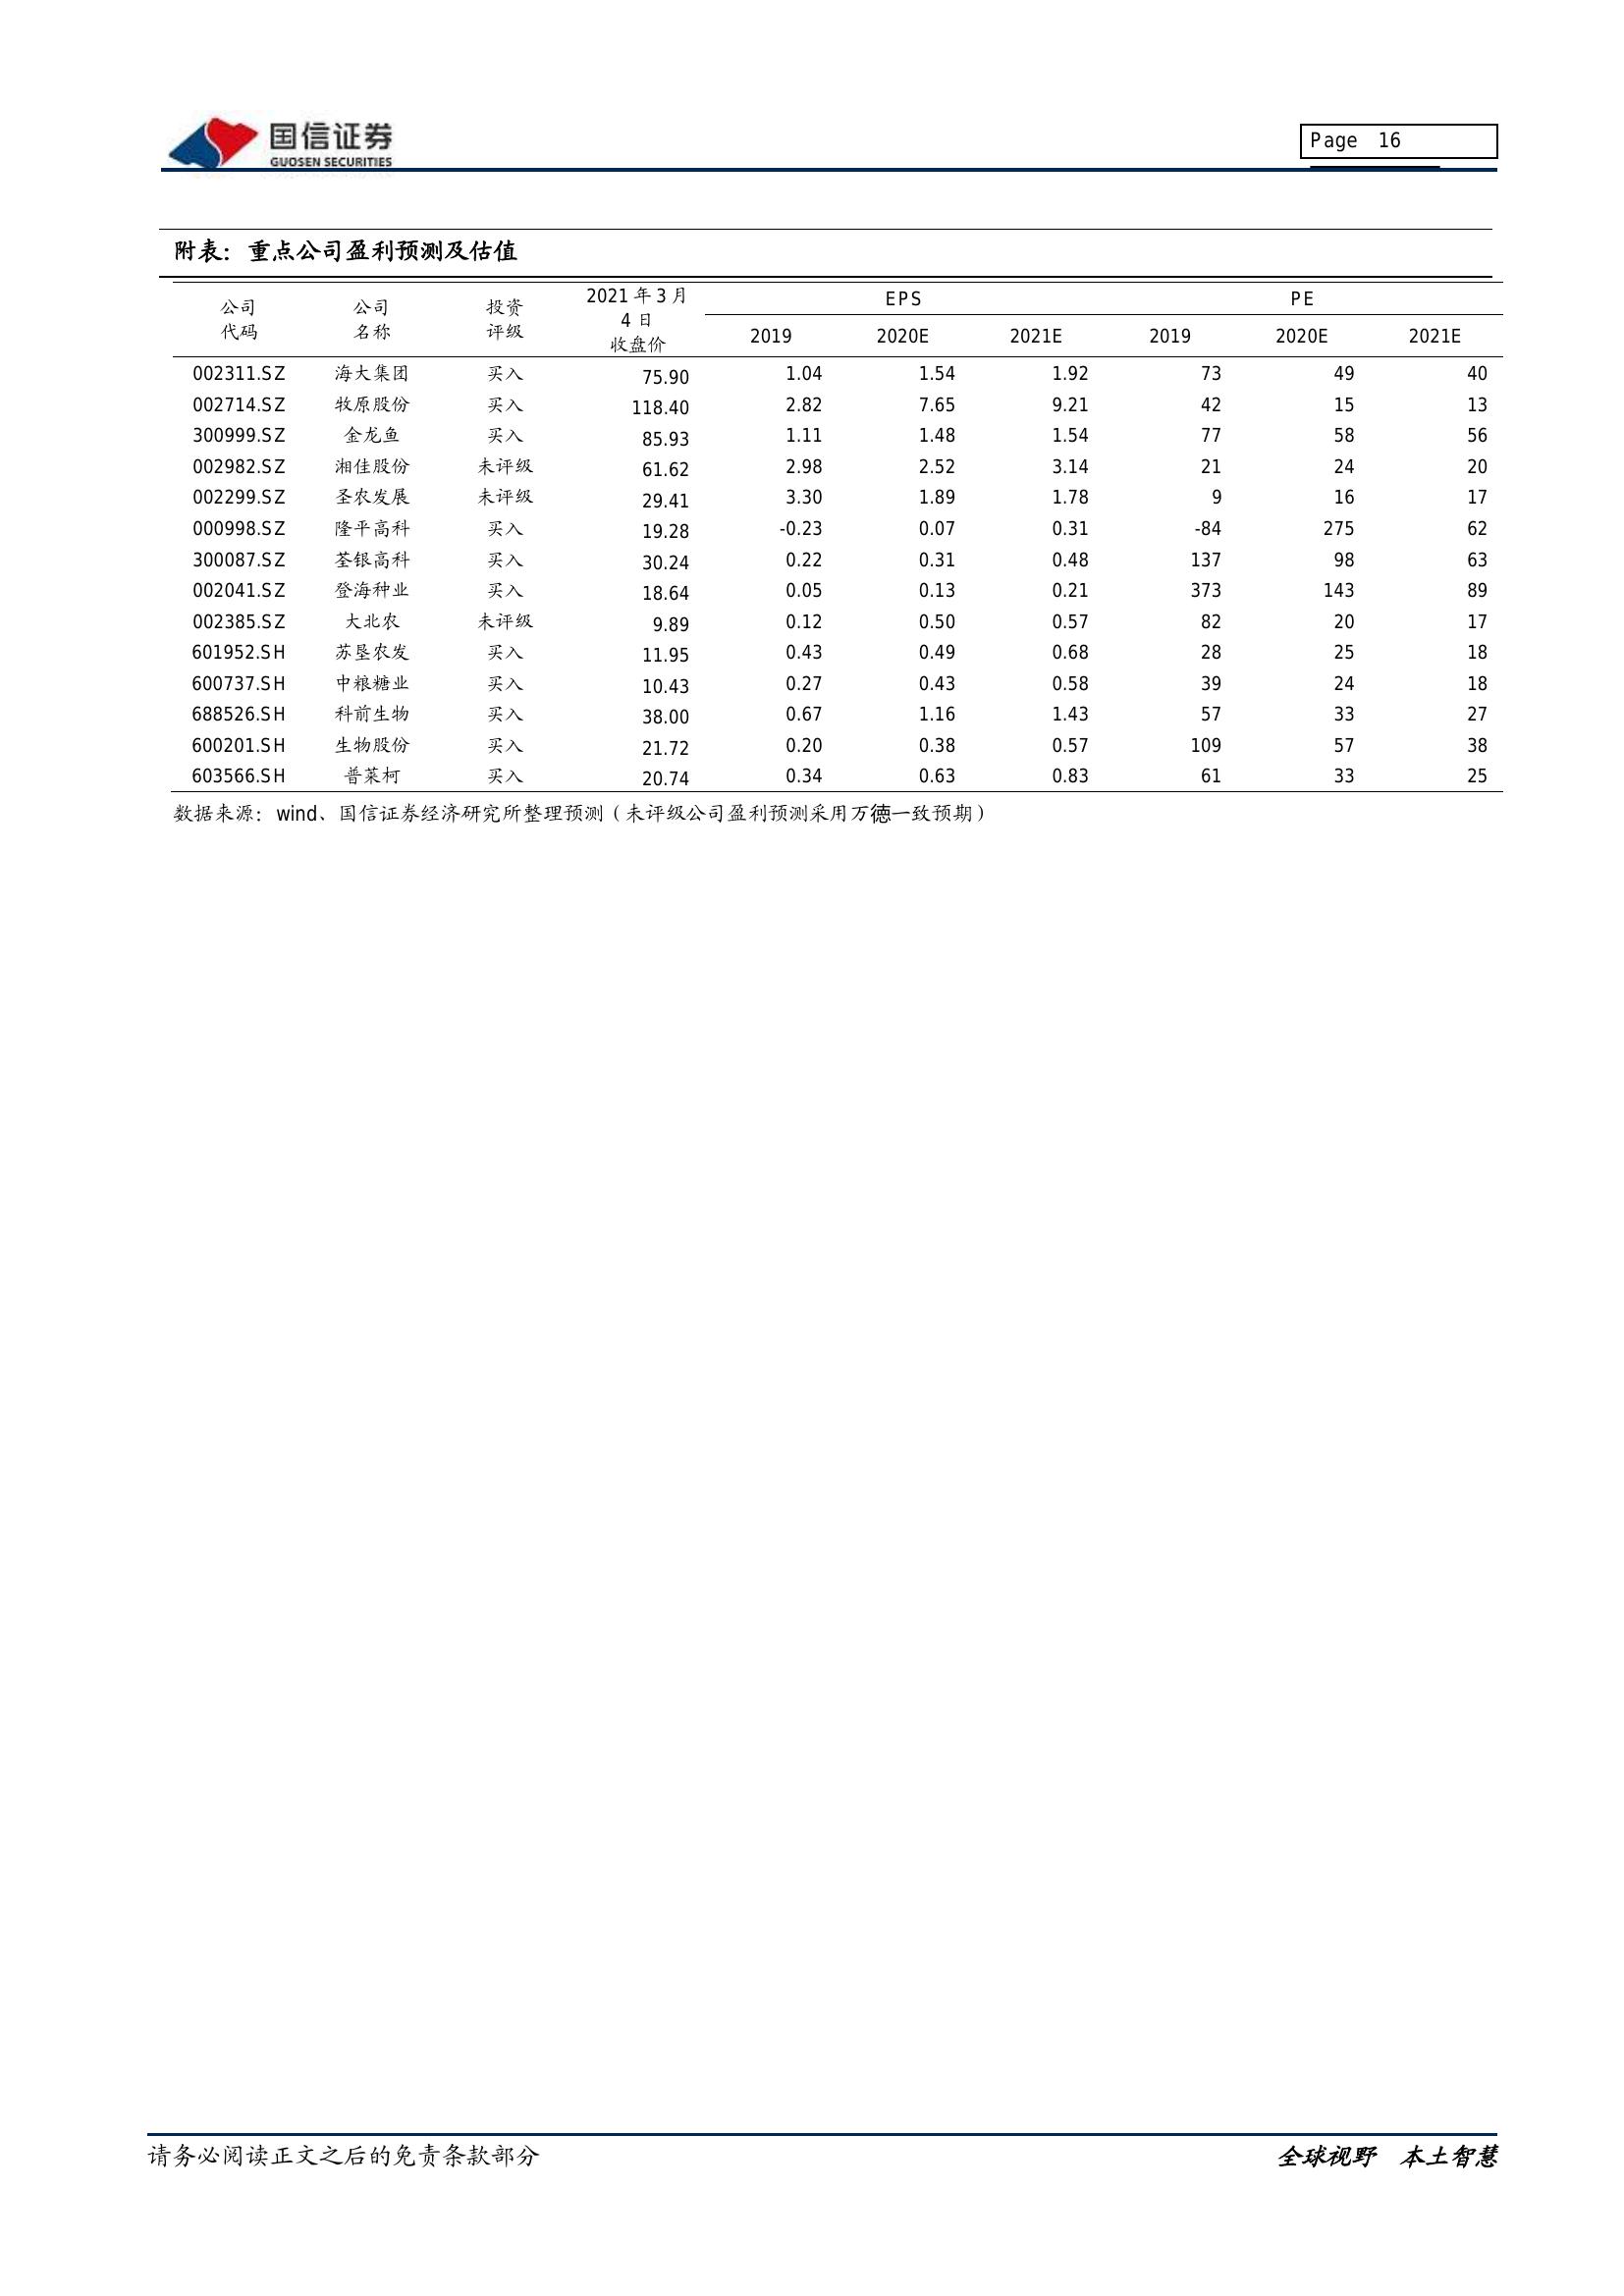 国信证券
GUOSEN SECURITIES
Page 16
附表：重点公司盈利预测及估值
公司代码 公司名称 投资评级 2021年3月4日收盘价 EPS PE
2019 2020E 2021E 2019 2020E 2021E
002311.SZ 海大集团 买入 75.90 1.04 1.54 1.92 73 49 40
002714.SZ 牧原股份 买入 118.40 2.82 7.65 9.21 42 15 13
300999.SZ 金龙鱼 买入 85.93 1.11 1.48 1.54 77 58 56
002982.SZ 湘佳股份 未评级 61.62 2.98 2.52 3.14 21 24 20
002299.SZ 圣农发展 未评级 29.41 3.30 1.89 1.78 9 16 17
000998.SZ 隆平高科 买入 19.28 -0.23 0.07 0.31 -84 275 62
300087.SZ 荃银高科 买入 30.24 0.22 0.31 0.48 137 98 63
002041.SZ 登海种业 买入 18.64 0.05 0.13 0.21 373 143 89
002385.SZ 大北农 未评级 9.89 0.12 0.50 0.57 82 20 17
601952.SH 苏垦农发 买入 11.95 0.43 0.49 0.68 28 25 18
600737.SH 中粮糖业 买入 10.43 0.27 0.43 0.58 39 24 18
688526.SH 科前生物 买入 38.00 0.67 1.16 1.43 57 33 27
600201.SH 生物股份 买入 21.72 0.20 0.38 0.57 109 57 38
603566.SH 普莱柯 买入 20.74 0.34 0.63 0.83 61 33 25
数据来源：wind、国信证券经济研究所整理预测（未评级公司盈利预测采用万德一致预期）
请务必阅读正文之后的免责条款部分
全球视野 本土智慧